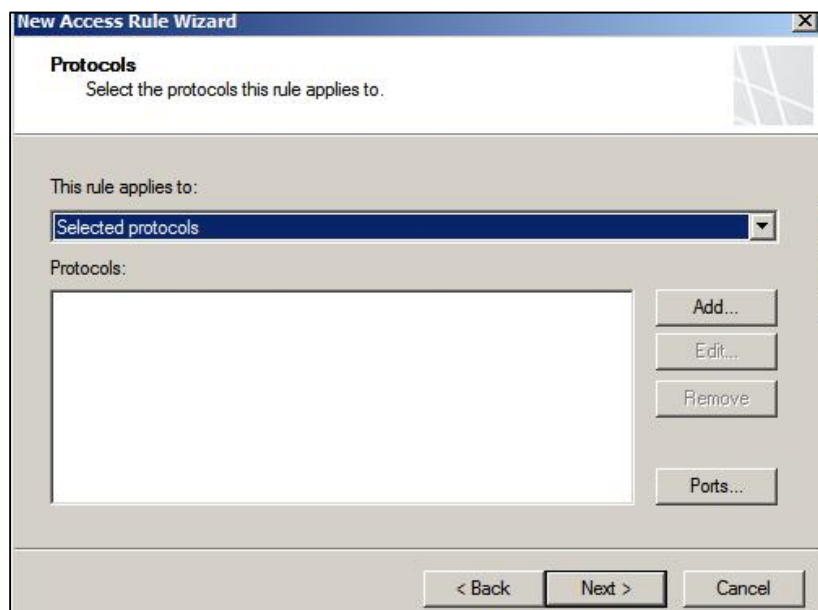 New Access Rule Wizard
Protocols
Select the protocols this rule applies to.
This rule applies to:
Selected protocols
Protocols:
Add...
Edit...
Remove
Ports...
< Back Next > Cancel